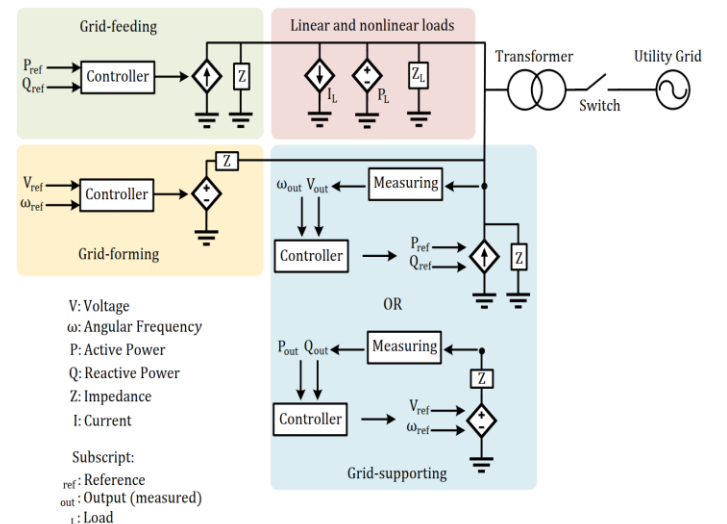 Grid-feeding
Linear and nonlinear loads
Transformer
Utility Grid
Switch
Pref
Qref
Controller
Z
IL
PL
ZL
Z
Vref
ωref
Controller
Grid-forming
ωout Vout
Measuring
Controller
Pref
Qref
Z
OR
Pout Qout
Measuring
Z
Controller
Vref
ωref
Grid-supporting
V: Voltage
ω: Angular Frequency
P: Active Power
Q: Reactive Power
Z: Impedance
I: Current
Subscript:
ref: Reference
out: Output (measured)
L: Load